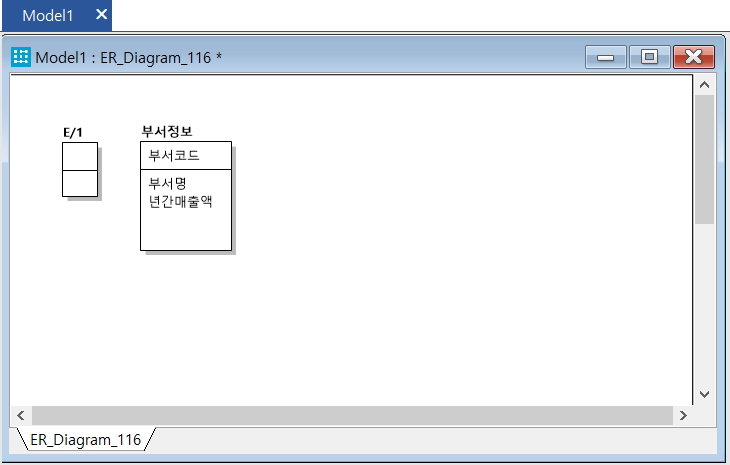 Model1
Model1 : ER_Diagram_116 *
E/1
부서정보
부서코드
부서명
년간매출액
ER_Diagram_116